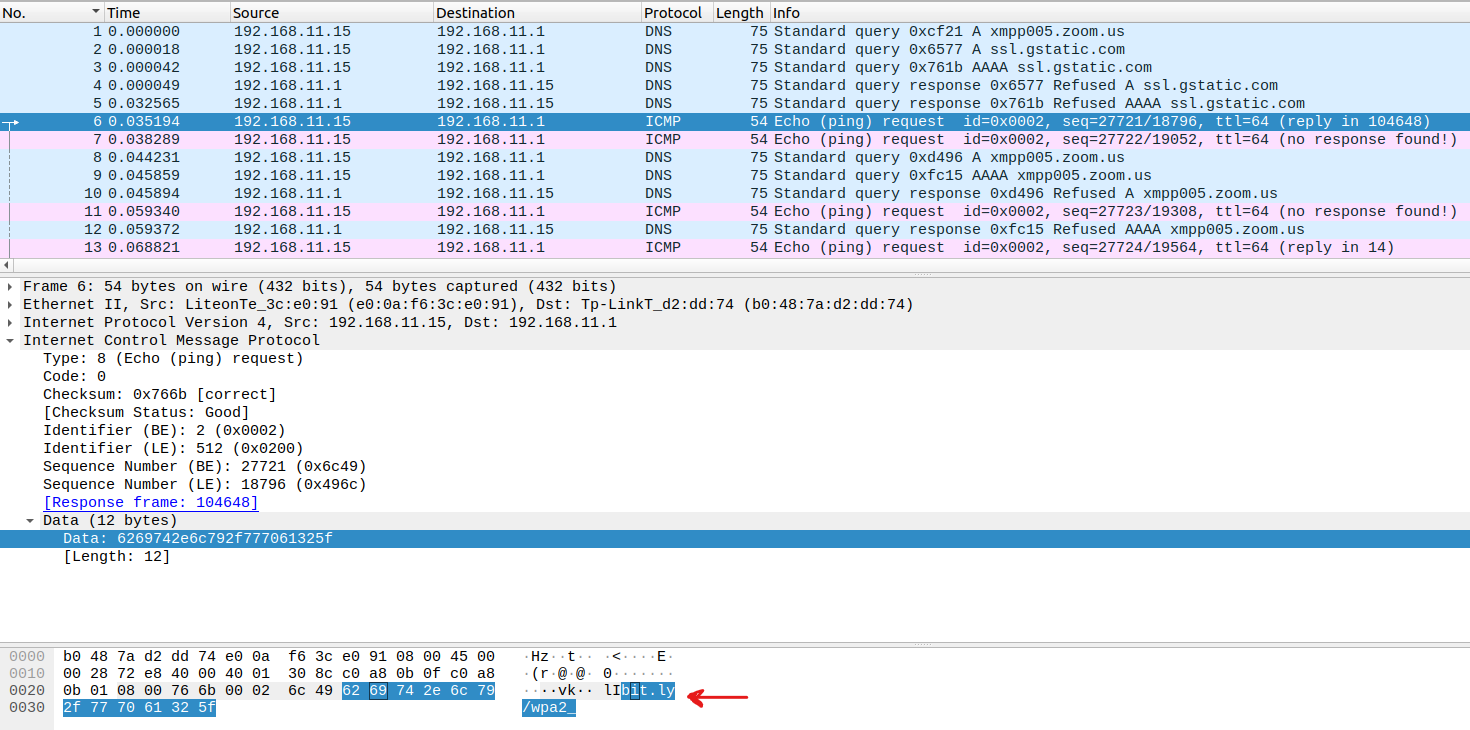 No. Time Source Destination Protocol Length Info
1 0.000000 192.168.11.15 192.168.11.1 DNS 75 Standard query 0xcf21 A xmpp005.zoom.us
2 0.000018 192.168.11.15 192.168.11.1 DNS 75 Standard query 0x6577 A ssl.gstatic.com
3 0.000042 192.168.11.15 192.168.11.1 DNS 75 Standard query 0x761b AAAA ssl.gstatic.com
4 0.000049 192.168.11.1 192.168.11.15 DNS 75 Standard query response 0x6577 Refused A ssl.gstatic.com
5 0.032565 192.168.11.1 192.168.11.15 DNS 75 Standard query response 0x761b Refused AAAA ssl.gstatic.com
6 0.035194 192.168.11.15 192.168.11.1 ICMP 54 Echo (ping) request id=0x0002, seq=27721/18796, ttl=64 (reply in 104648)
7 0.038289 192.168.11.15 192.168.11.1 ICMP 54 Echo (ping) request id=0x0002, seq=27722/19052, ttl=64 (no response found!)
8 0.044231 192.168.11.15 192.168.11.1 DNS 75 Standard query 0xd496 A xmpp005.zoom.us
9 0.045859 192.168.11.15 192.168.11.1 DNS 75 Standard query 0xfc15 AAAA xmpp005.zoom.us
10 0.045894 192.168.11.1 192.168.11.15 DNS 75 Standard query response 0xd496 Refused A xmpp005.zoom.us
11 0.059340 192.168.11.15 192.168.11.1 ICMP 54 Echo (ping) request id=0x0002, seq=27723/19308, ttl=64 (no response found!)
12 0.059372 192.168.11.1 192.168.11.15 DNS 75 Standard query response 0xfc15 Refused AAAA xmpp005.zoom.us
13 0.068821 192.168.11.15 192.168.11.1 ICMP 54 Echo (ping) request id=0x0002, seq=27724/19564, ttl=64 (reply in 14)
Frame 6: 54 bytes on wire (432 bits), 54 bytes captured (432 bits)
Ethernet II, Src: LiteonTe_3c:e0:91 (e0:0a:f6:3c:e0:91), Dst: Tp-LinkT_d2:dd:74 (b0:48:7a:d2:dd:74)
Internet Protocol Version 4, Src: 192.168.11.15, Dst: 192.168.11.1
Internet Control Message Protocol
Type: 8 (Echo (ping) request)
Code: 0
Checksum: 0x766b [correct]
[Checksum Status: Good]
Identifier (BE): 2 (0x0002)
Identifier (LE): 512 (0x0200)
Sequence Number (BE): 27721 (0x6c49)
Sequence Number (LE): 18796 (0x496c)
[Response frame: 104648]
Data (12 bytes)
Data: 6269742e6c792f777061325f
[Length: 12]
0000 b0 48 7a d2 dd 74 e0 0a f6 3c e0 91 08 00 45 00 ·Hz··t·· ·<····E·
0010 00 28 72 e8 40 00 40 01 30 8c c0 a8 0b 0f c0 a8 ·(r·@·@· 0·······
0020 0b 01 08 00 76 6b 00 02 6c 49 62 69 74 2e 6c 79 ····vk·· lIbit.ly
0030 2f 77 70 61 32 5f /wpa2_